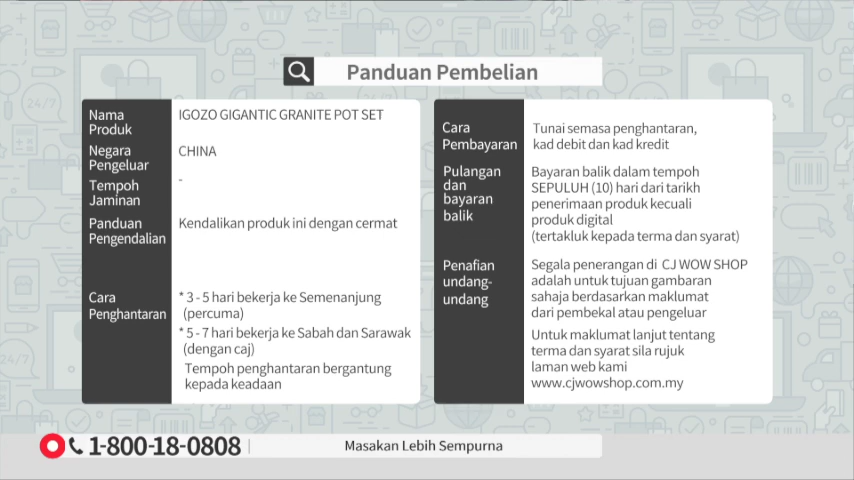 Panduan Pembelian
Nama
Produk
IGOZO GIGANTIC GRANITE POT SET
Negara
Pengeluar
CHINA
Tempoh
Jaminan
-
Panduan
Pengendalian
Kendalikan produk ini dengan cermat
Cara
Penghantaran
* 3 - 5 hari bekerja ke Semenanjung
(percuma)
* 5 - 7 hari bekerja ke Sabah dan Sarawak
(dengan caj)
Tempoh penghantaran bergantung
kepada keadaan
Cara
Pembayaran
Tunai semasa penghantaran,
kad debit dan kad kredit
Pulangan
dan
bayaran
balik
Bayaran balik dalam tempoh
SEPULUH (10) hari dari tarikh
penerimaan produk kecuali
produk digital
(tertakluk kepada terma dan syarat)
Penafian
undang-
undang
Segala penerangan di CJ WOW SHOP
adalah untuk tujuan gambaran
sahaja berdasarkan maklumat
dari pembekal atau pengeluar
Untuk maklumat lanjut tentang
terma dan syarat sila rujuk
laman web kami
www.cjwowshop.com.my
1-800-18-0808
Masakan Lebih Sempurna
24/7